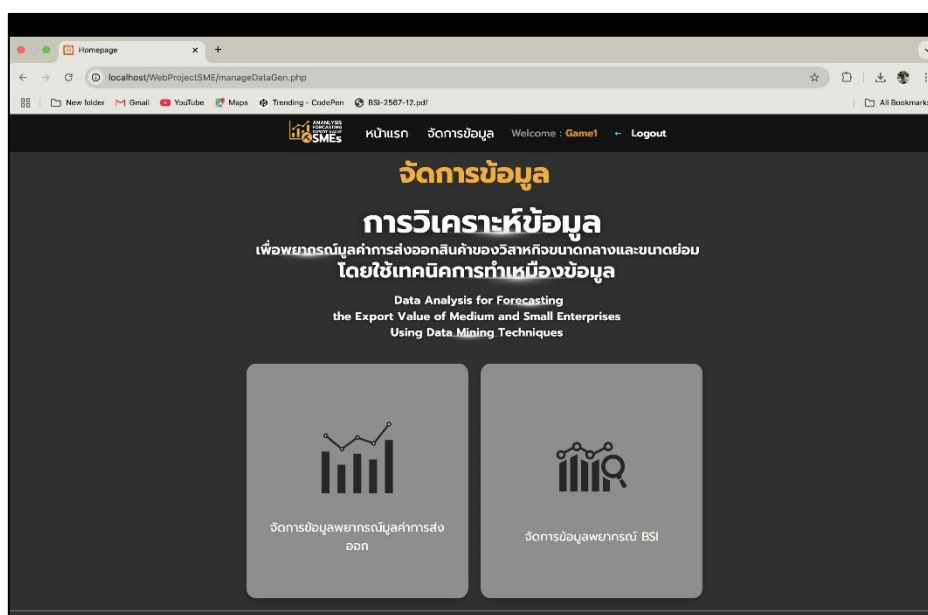 Homepage
localhost/WebProjectSME/manageDataGen.php
New folder Gmail YouTube Maps Trending - CodePen BSI-2567-12.pdf All Bookmarks
SMEs หน้าแรก จัดการข้อมูล Welcome : Game1 ← Logout
จัดการข้อมูล
การวิเคราะห์ข้อมูล
เพื่อพยากรณ์มูลค่าการส่งออกสินค้าของวิสาหกิจขนาดกลางและขนาดย่อม
โดยใช้เทคนิคการทำเหมืองข้อมูล
Data Analysis for Forecasting
the Export Value of Medium and Small Enterprises
Using Data Mining Techniques
จัดการข้อมูลพยากรณ์มูลค่าการส่ง
ออก
จัดการข้อมูลพยากรณ์ BSI